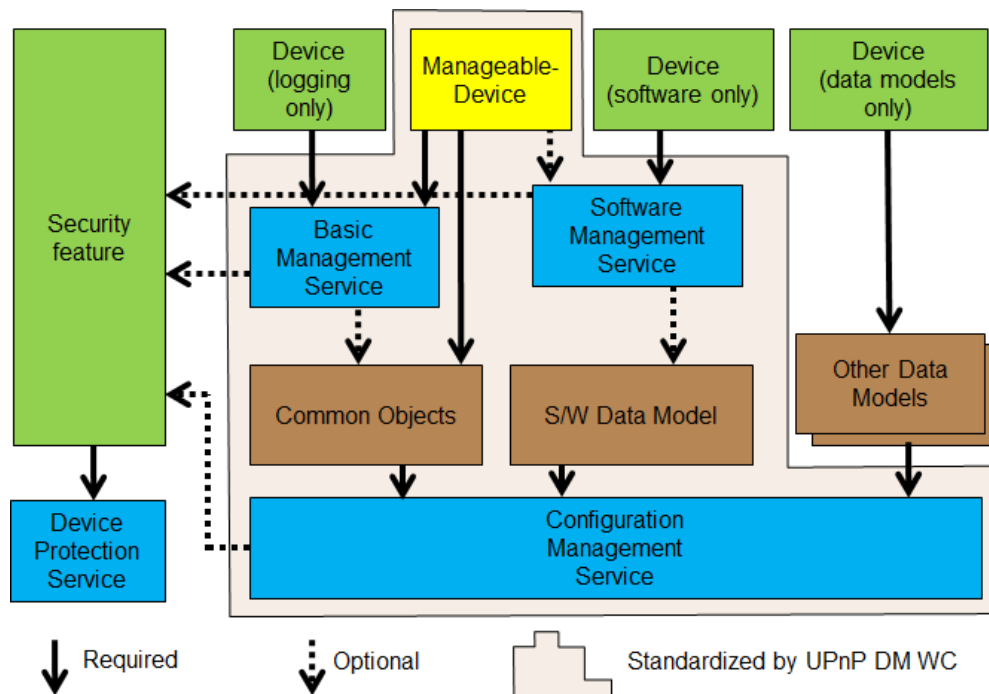 Device
(logging
only)
Manageable-
Device
Device
(software only)
Device
(data models
only)
Security
feature
Basic
Management
Service
Software
Management
Service
Common Objects
S/W Data Model
Other Data
Models
Device
Protection
Service
Configuration
Management
Service
Required
Optional
Standardized by UPnP DM WC